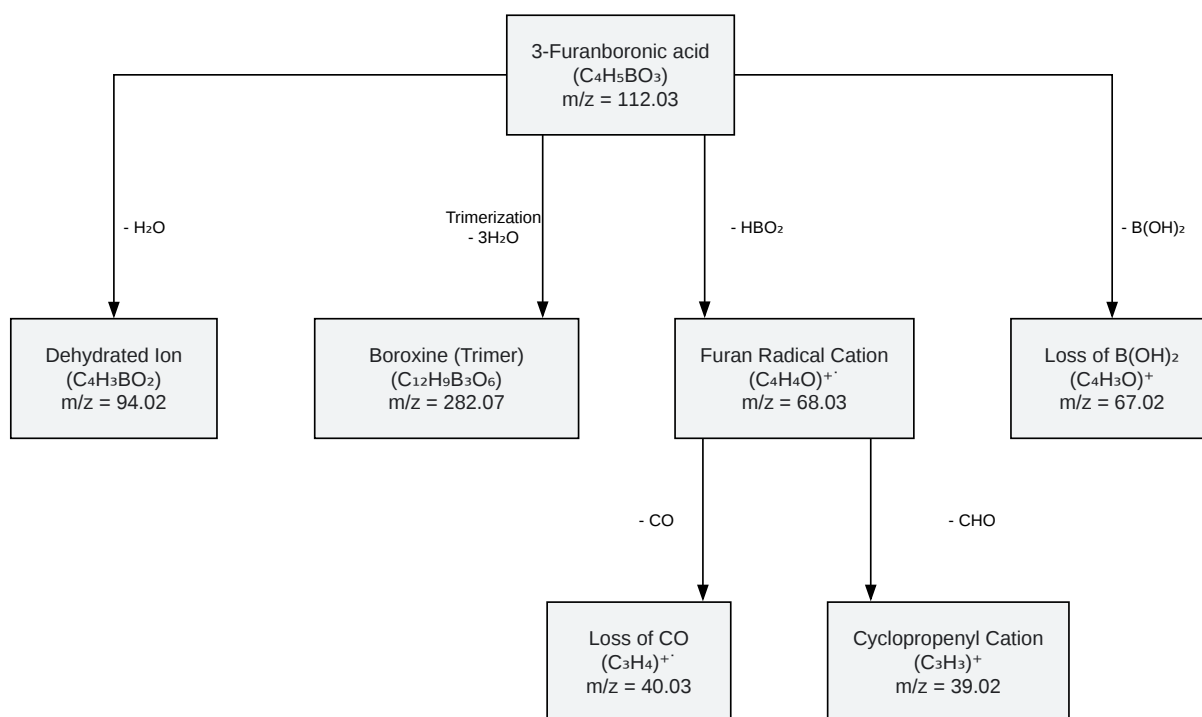 3-Furanboronic acid
(C₄H₅BO₃)
m/z = 112.03
- H₂O
Trimerization
- 3H₂O
- HBO₂
- B(OH)₂
Dehydrated Ion
(C₄H₃BO₂)
m/z = 94.02
Boroxine (Trimer)
(C₁₂H₉B₃O₆)
m/z = 282.07
Furan Radical Cation
(C₄H₄O)⁺˙
m/z = 68.03
Loss of B(OH)₂
(C₄H₃O)⁺
m/z = 67.02
- CO
- CHO
Loss of CO
(C₃H₄)⁺˙
m/z = 40.03
Cyclopropenyl Cation
(C₃H₃)⁺
m/z = 39.02